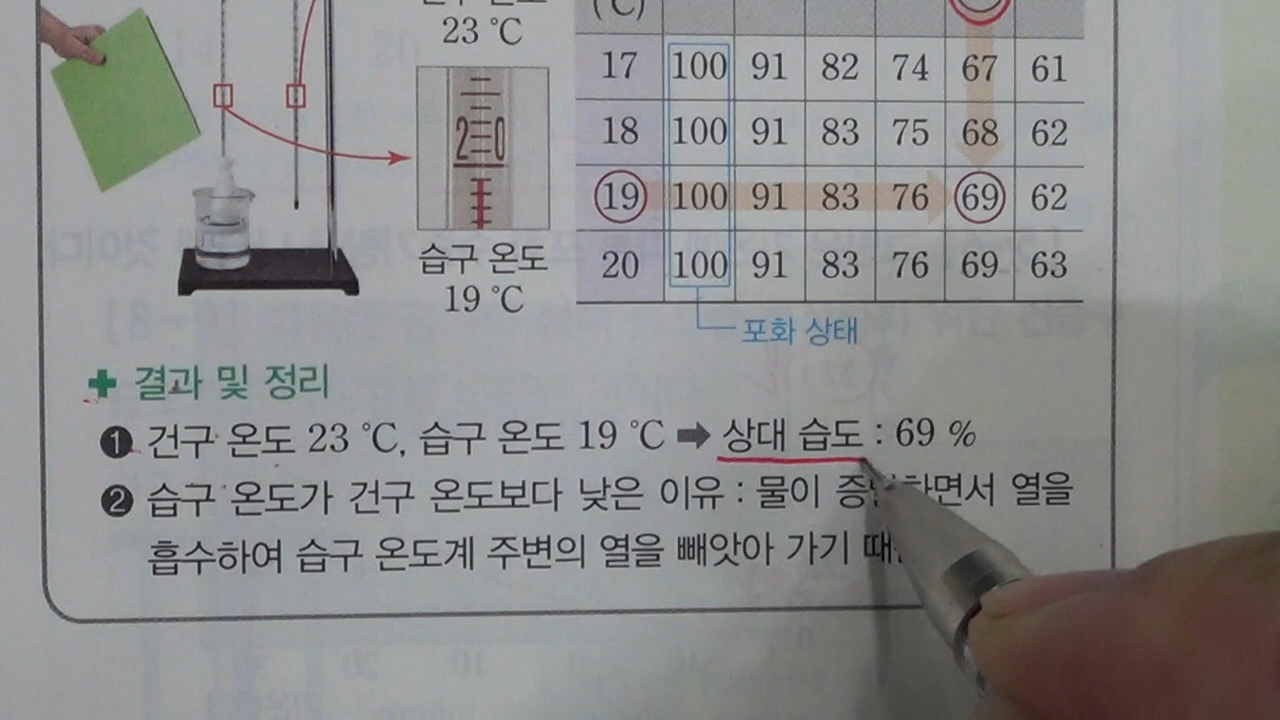 23 ℃
(℃)
17 100 91 82 74 67 61
18 100 91 83 75 68 62
19 100 91 83 76 69 62
20 100 91 83 76 69 63
20
습구 온도
19 ℃
포화 상태
결과 및 정리
❶ 건구 온도 23 ℃, 습구 온도 19 ℃ ➡ 상대 습도 : 69 %
❷ 습구 온도가 건구 온도보다 낮은 이유 : 물이 열을
흡수하여 습구 온도계 주변의 열을 빼앗아 가기